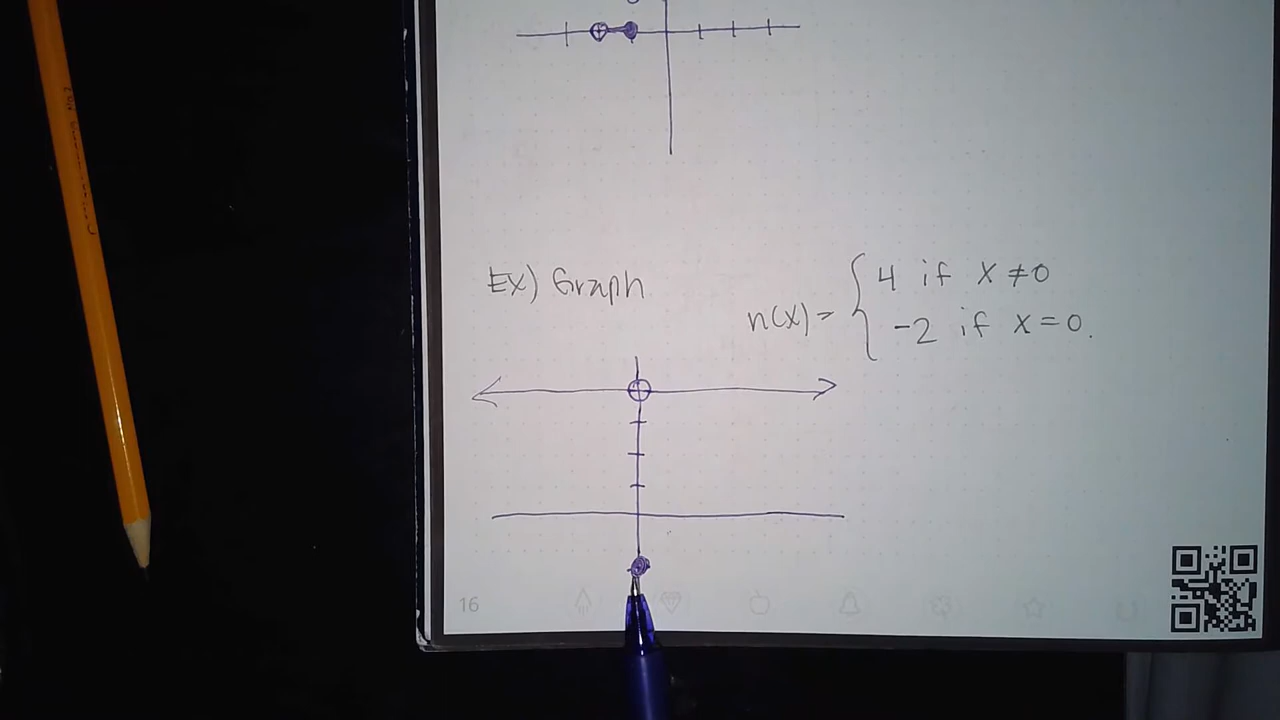 Ex) Graph
n(x) = { 4 if x ≠ 0
-2 if x = 0.
16